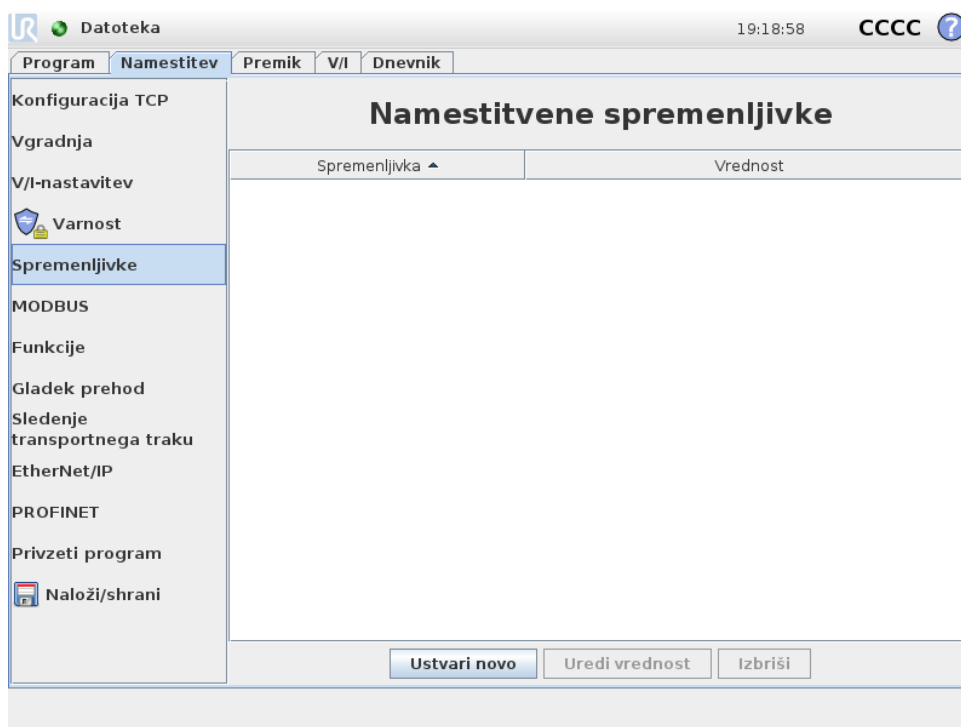 UR Datoteka 19:18:58 CCCC ?
Program Namestitev Premik V/I Dnevnik
Konfiguracija TCP
Vgradnja
V/I-nastavitev
Varnost
Spremenljivke
MODBUS
Funkcije
Gladek prehod
Sledenje
transportnega traku
EtherNet/IP
PROFINET
Privzeti program
Naloži/shrani
Namestitvene spremenljivke
Spremenljivka Vrednost
Ustvari novo Uredi vrednost Izbriši